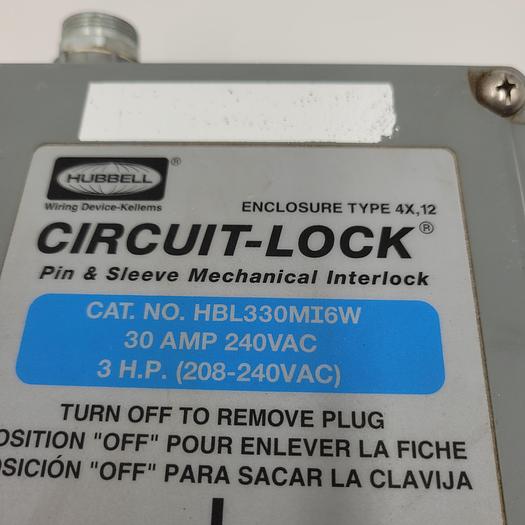 HUBBELL®
Wiring Device-Kellems
ENCLOSURE TYPE 4X,12
CIRCUIT-LOCK®
Pin & Sleeve Mechanical Interlock
CAT. NO. HBL330MI6W
30 AMP 240VAC
3 H.P. (208-240VAC)
TURN OFF TO REMOVE PLUG
OSITION "OFF" POUR ENLEVER LA FICHE
OSICIÓN "OFF" PARA SACAR LA CLAVIJA